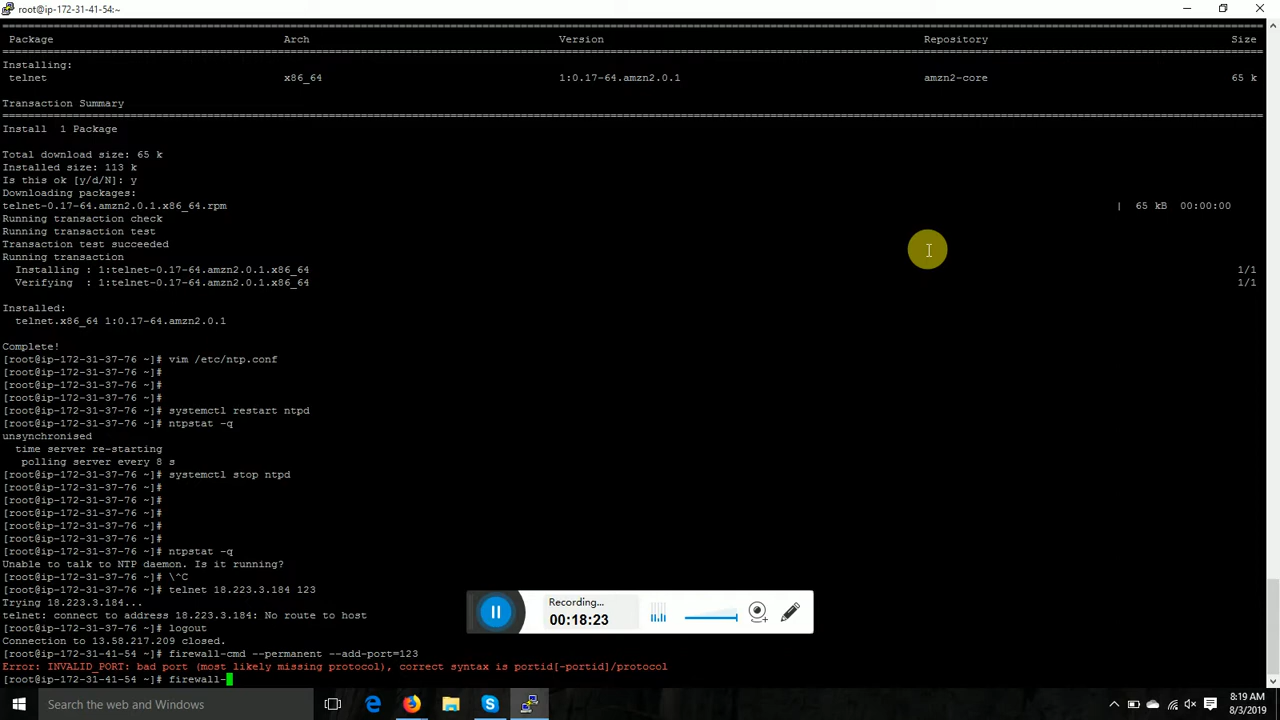 root@ip-172-31-41-54:~
Package Arch Version Repository Size
Installing:
telnet x86_64 1:0.17-64.amzn2.0.1 amzn2-core 65 k
Transaction Summary
Install 1 Package
Total download size: 65 k
Installed size: 113 k
Is this ok [y/d/N]: y
Downloading packages:
telnet-0.17-64.amzn2.0.1.x86_64.rpm | 65 kB 00:00:00
Running transaction check
Running transaction test
Transaction test succeeded
Running transaction
Installing : 1:telnet-0.17-64.amzn2.0.1.x86_64 1/1
Verifying : 1:telnet-0.17-64.amzn2.0.1.x86_64 1/1
Installed:
telnet.x86_64 1:0.17-64.amzn2.0.1
Complete!
[root@ip-172-31-37-76 ~]# vim /etc/ntp.conf
[root@ip-172-31-37-76 ~]#
[root@ip-172-31-37-76 ~]#
[root@ip-172-31-37-76 ~]#
[root@ip-172-31-37-76 ~]# systemctl restart ntpd
[root@ip-172-31-37-76 ~]# ntpstat -q
unsynchronised
time server re-starting
polling server every 8 s
[root@ip-172-31-37-76 ~]# systemctl stop ntpd
[root@ip-172-31-37-76 ~]#
[root@ip-172-31-37-76 ~]#
[root@ip-172-31-37-76 ~]#
[root@ip-172-31-37-76 ~]#
[root@ip-172-31-37-76 ~]#
[root@ip-172-31-37-76 ~]# ntpstat -q
Unable to talk to NTP daemon. Is it running?
[root@ip-172-31-37-76 ~]# \^C
[root@ip-172-31-37-76 ~]# telnet 18.223.3.184 123
Trying 18.223.3.184...
telnet: connect to address 18.223.3.184: No route to host
[root@ip-172-31-37-76 ~]# logout
Connection to 13.58.217.209 closed.
[root@ip-172-31-41-54 ~]# firewall-cmd --permanent --add-port=123
Error: INVALID_PORT: bad port (most likely missing protocol), correct syntax is portid[-portid]/protocol
[root@ip-172-31-41-54 ~]# firewall-
Recording...
00:18:23
Search the web and Windows
8:19 AM
8/3/2019